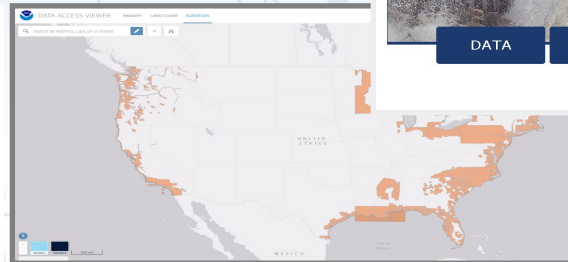 DATA ACCESS VIEWER IMAGERY LAND COVER ELEVATION
Search by Address, Lat/Lon or Extent
DATA
UNITED
STATES
MÉXICO